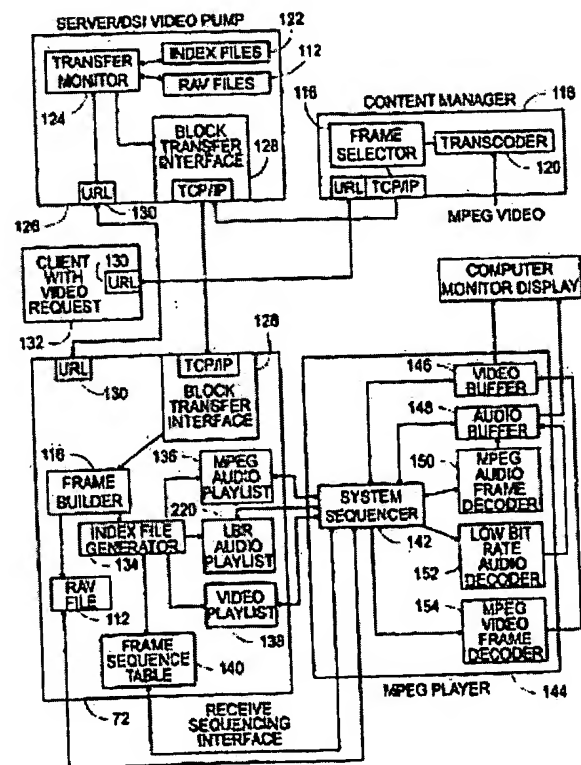 SERVER/DSI VIDEO PUMP
TRANSFER
MONITOR
124
INDEX FILES
122
RAV FILES
112
BLOCK
TRANSFER
INTERFACE
128
TCP/IP
URL
126
130
CONTENT MANAGER
116
118
FRAME
SELECTOR
TRANSCODER
120
URL
TCP/IP
MPEG VIDEO
CLIENT
WITH
VIDEO
REQUEST
130
URL
132
COMPUTER
MONITOR DISPLAY
URL
130
TCP/IP
BLOCK
TRANSFER
INTERFACE
128
116
FRAME
BUILDER
136
MPEG
AUDIO
PLAYLIST
220
INDEX FILE
GENERATOR
134
LBR
AUDIO
PLAYLIST
RAV
FILE
112
VIDEO
PLAYLIST
138
FRAME
SEQUENCE
TABLE
140
72
RECEIVE
SEQUENCING
INTERFACE
146
VIDEO
BUFFER
148
AUDIO
BUFFER
150
MPEG
AUDIO
FRAME
DECODER
SYSTEM
SEQUENCER
142
LOW BIT
RATE
AUDIO
DECODER
152
154
MPEG
VIDEO
FRAME
DECODER
MPEG PLAYER
144